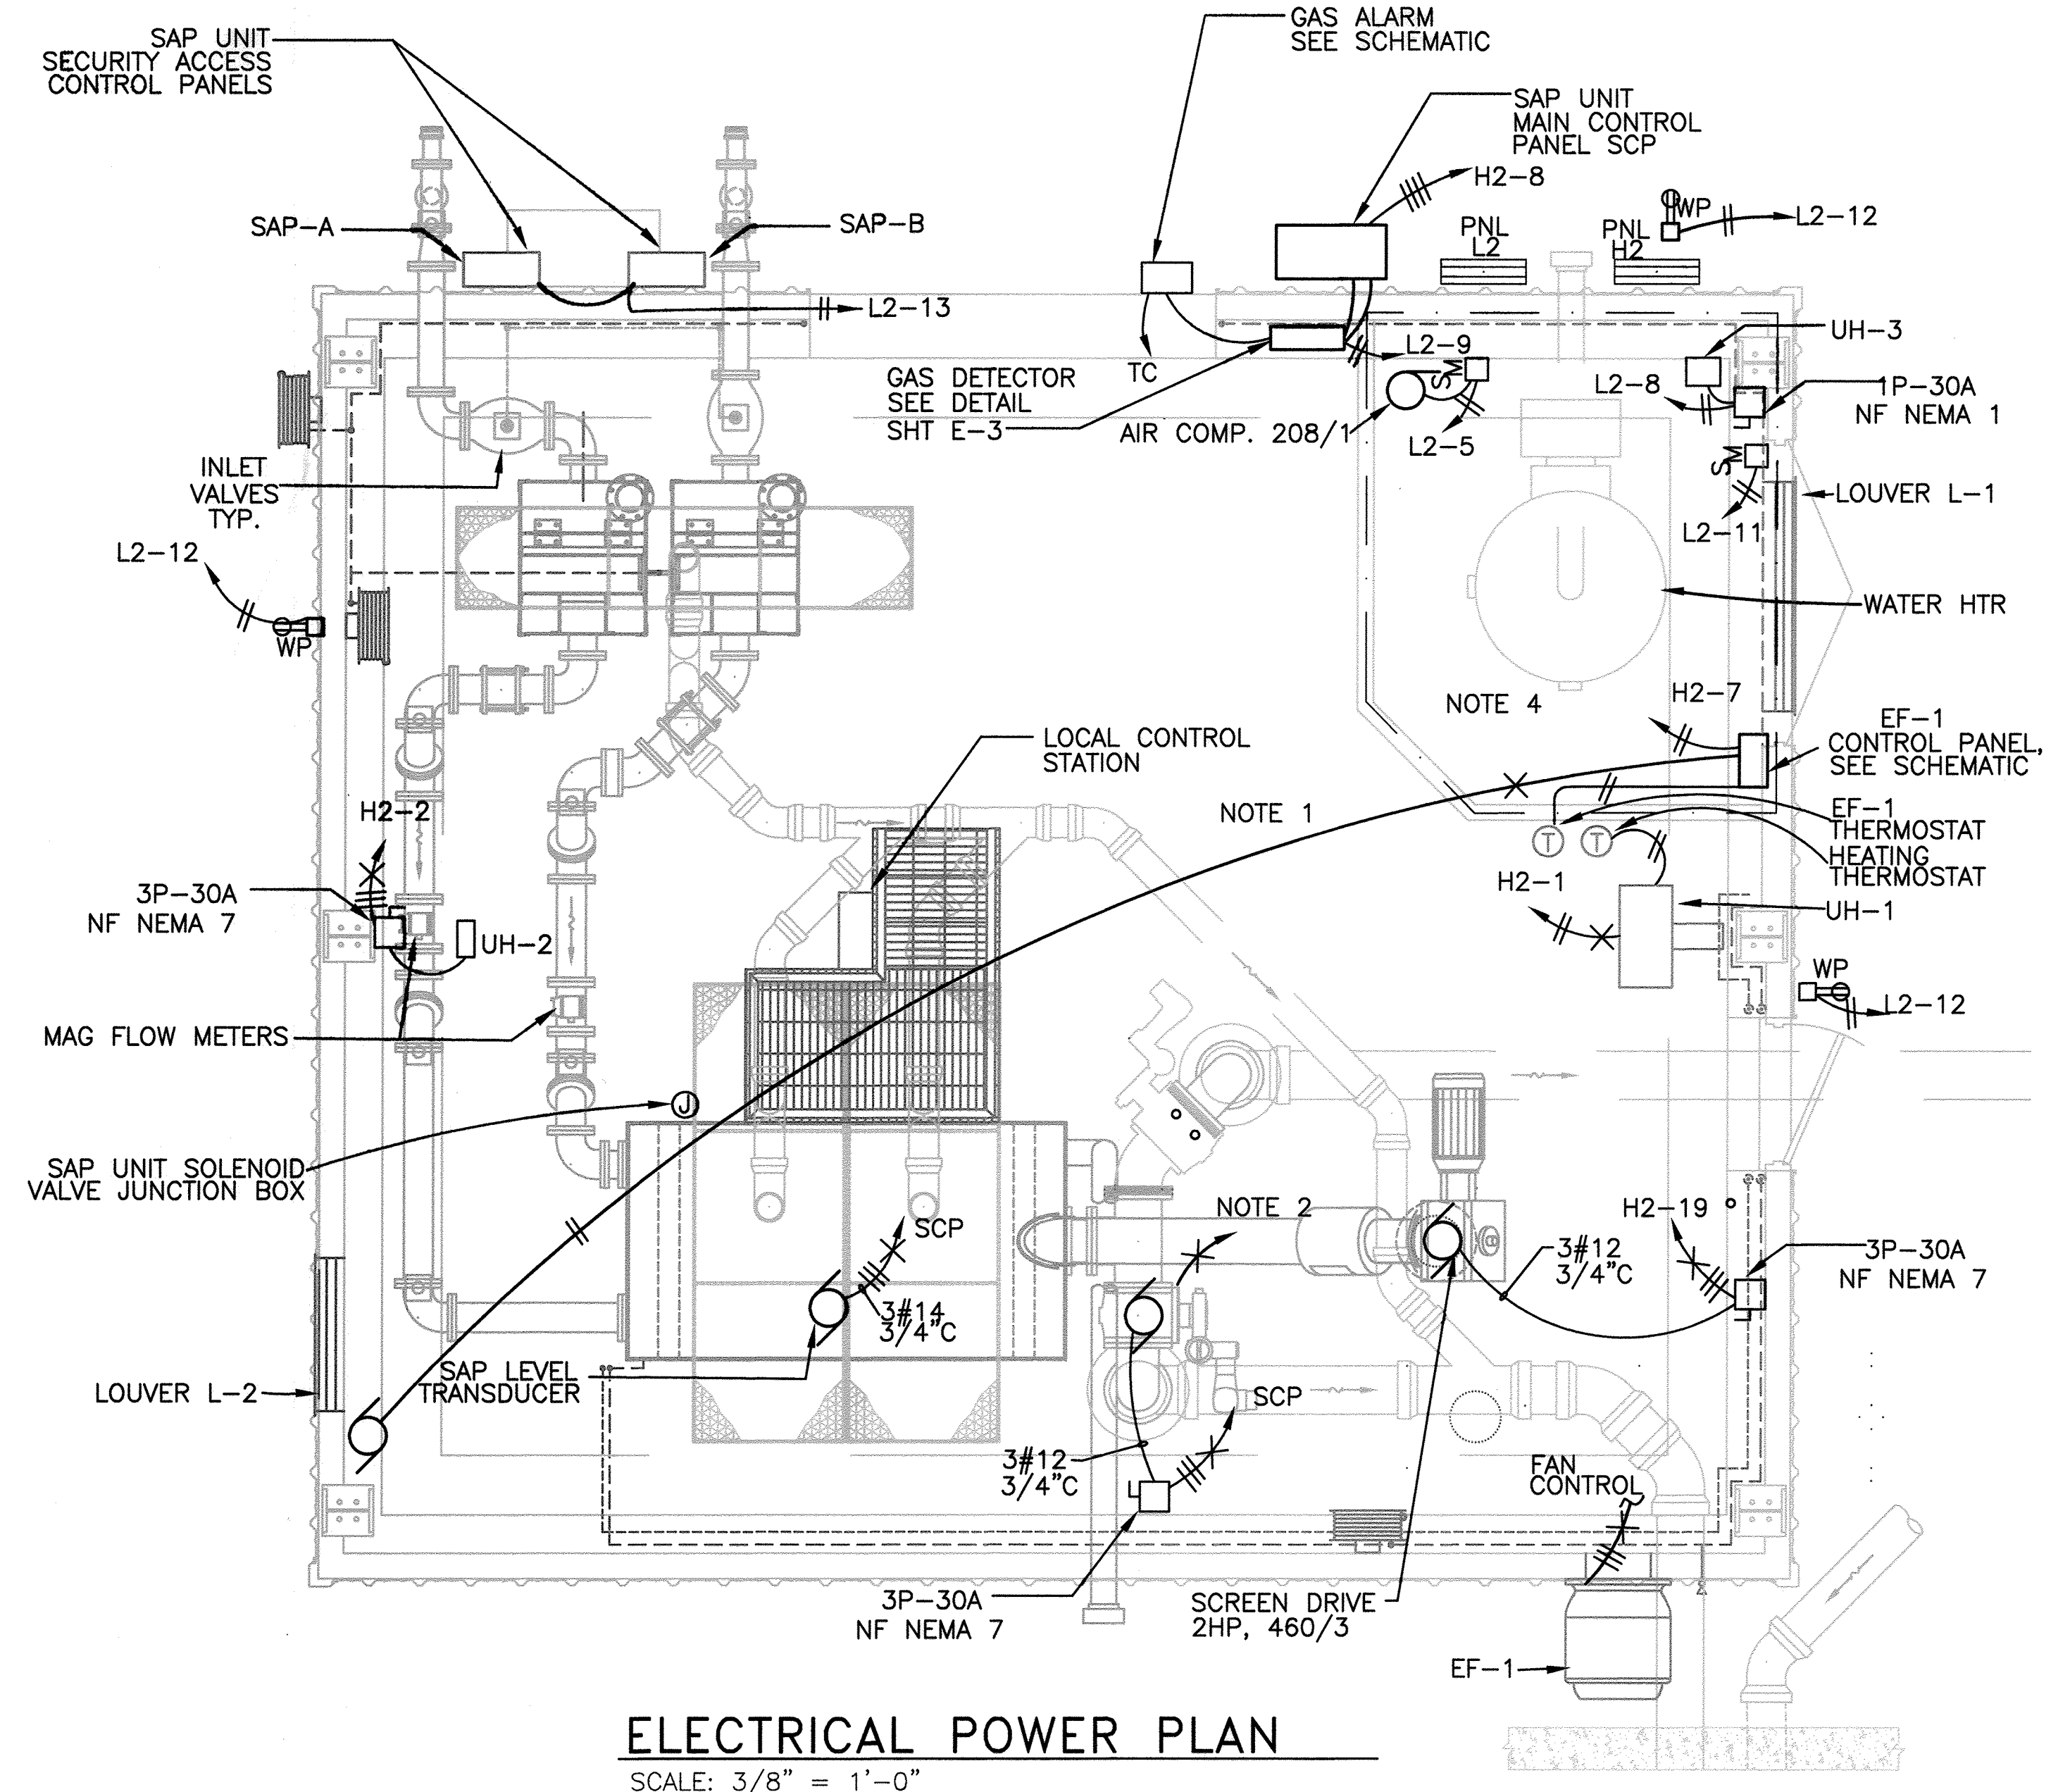 GAS ALARM
SEE SCHEMATIC
SAP UNIT
SECURITY ACCESS
CONTROL PANELS
SAP UNIT
MAIN CONTROL
PANEL SCP
H2-8
WP
L2-12
SAP-A
SAP-B
PNL
L2
PNL
H2
L2-13
UH-3
L2-9
TC
GAS DETECTOR
SEE DETAIL
SHT E-3
SM
L2-8
1P-30A
NF NEMA 1
AIR COMP. 208/1
L2-5
SM
INLET
VALVES
TYP.
LOUVER L-1
L2-11
L2-12
WP
WATER HTR
H2-7
NOTE 4
EF-1
CONTROL PANEL,
SEE SCHEMATIC
LOCAL CONTROL
STATION
NOTE 1
H2-2
EF-1
THERMOSTAT
T
T
HEATING
THERMOSTAT
H2-1
3P-30A
NF NEMA 7
UH-1
UH-2
WP
L2-12
MAG FLOW METERS
J
SAP UNIT SOLENOID
VALVE JUNCTION BOX
NOTE 2
H2-19
SCP
3#12
3/4"C
3P-30A
NF NEMA 7
3#14
3/4"C
SAP LEVEL
TRANSDUCER
LOUVER L-2
SCP
3#12
3/4"C
FAN
CONTROL
3P-30A
NF NEMA 7
SCREEN DRIVE
2HP, 460/3
EF-1
ELECTRICAL POWER PLAN
SCALE: 3/8" = 1'-0"